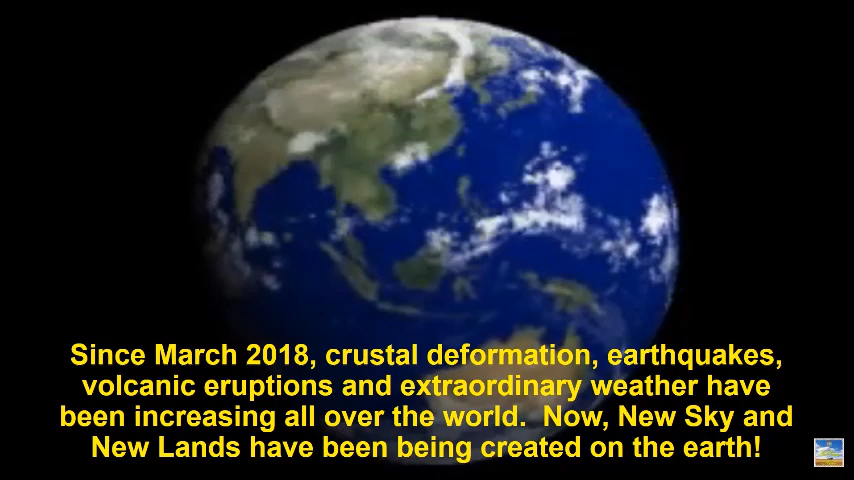 Since March 2018, crustal deformation, earthquakes,
volcanic eruptions and extraordinary weather have
been increasing all over the world.  Now, New Sky and
New Lands have been being created on the earth!